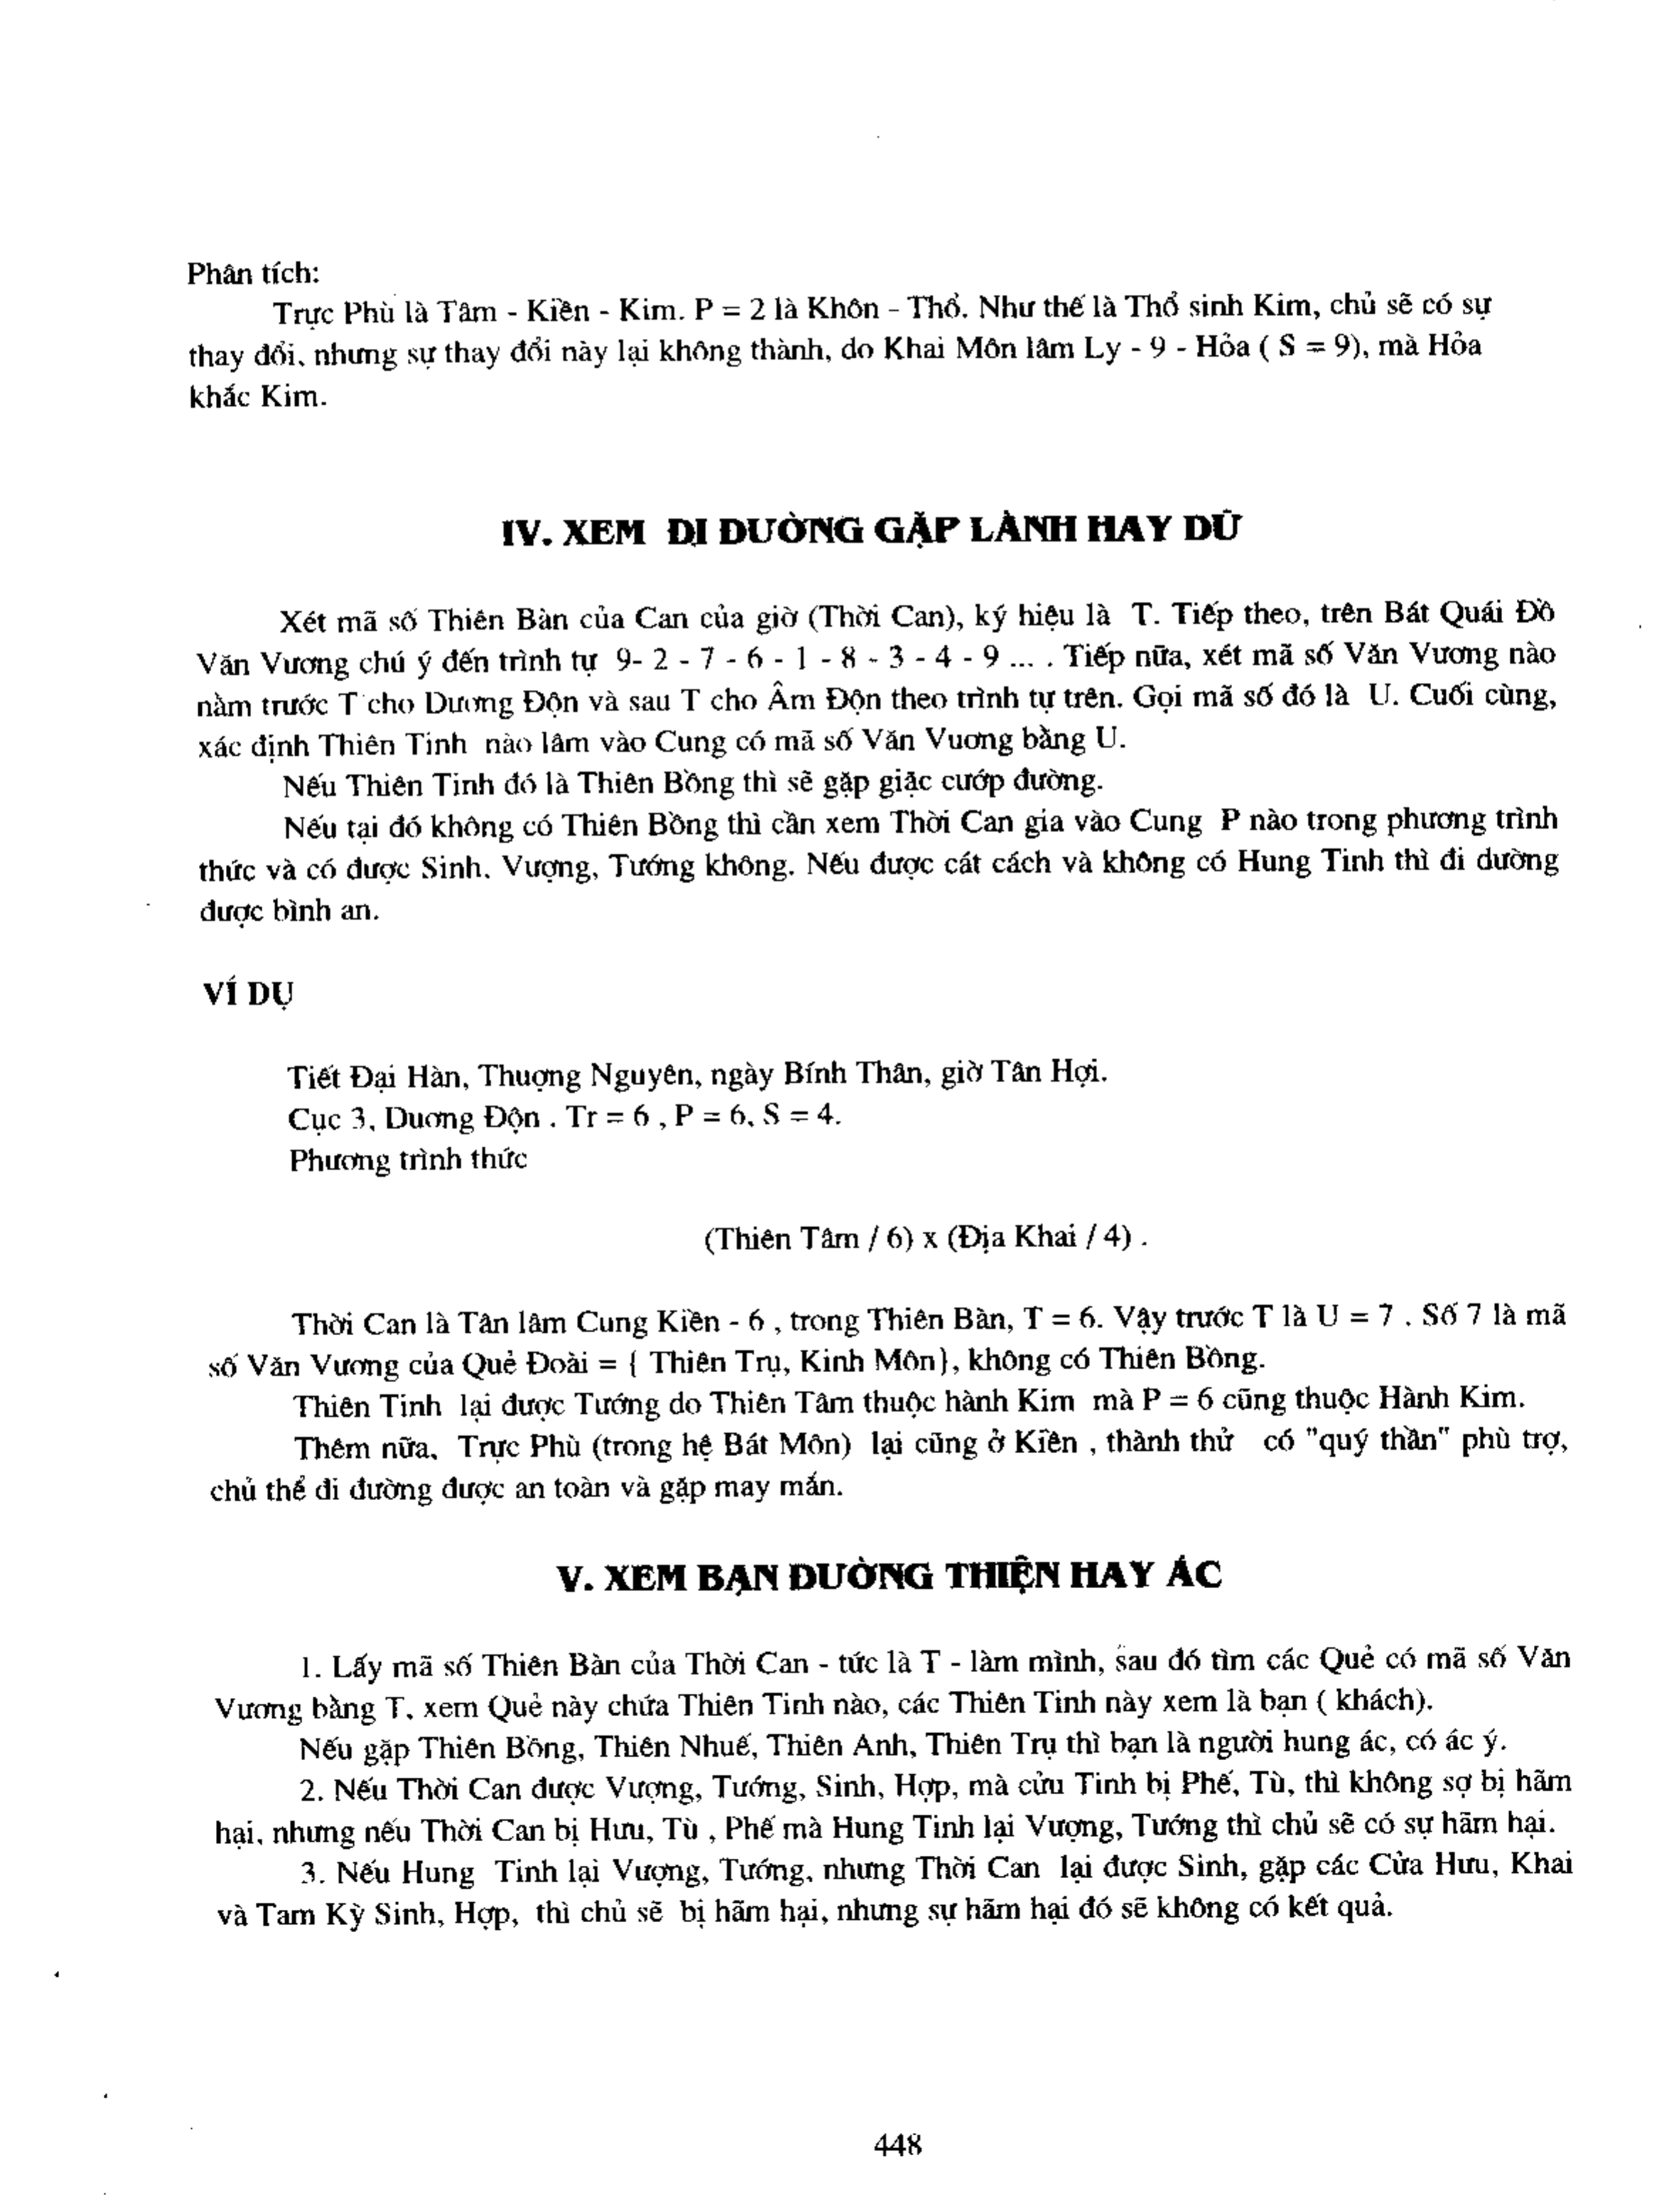 Phân tích:
Trực Phù là Tâm - Kiền - Kim. P = 2 là Khôn - Thổ. Như thế là Thổ sinh Kim, chủ sẽ có sự
thay đổi, nhưng sự thay đổi này lại không thành, do Khai Môn lâm Ly - 9 - Hỏa ( S = 9), mà Hỏa
khắc Kim.
IV. XEM ĐI ĐƯỜNG GẶP LÀNH HAY DỮ
Xét mã số Thiên Bàn của Can của giờ (Thời Can), ký hiệu là T. Tiếp theo, trên Bát Quái Đồ
Văn Vương chú ý đến trình tự 9- 2 - 7 - 6 - 1 - 8 - 3 - 4 - 9 ... . Tiếp nữa, xét mã số Văn Vương nào
nằm trước T cho Dương Độn và sau T cho Âm Độn theo trình tự trên. Gọi mã số đó là U. Cuối cùng,
xác định Thiên Tinh nào lâm vào Cung có mã số Văn Vuơng bằng U.
Nếu Thiên Tinh đó là Thiên Bồng thì sẽ gặp giặc cướp đường.
Nếu tại đó không có Thiên Bồng thì cần xem Thời Can gia vào Cung P nào trong phương trình
thức và có được Sinh, Vượng, Tướng không. Nếu được cát cách và không có Hung Tinh thì đi dường
được bình an.
VÍ DỤ
Tiết Đại Hàn, Thuợng Nguyên, ngày Bính Thân, giờ Tân Hợi.
Cục 3, Duơng Độn . Tr = 6 , P = 6, S = 4.
Phương trình thức
(Thiên Tâm / 6) x (Địa Khai / 4) .
Thời Can là Tân lâm Cung Kiền - 6 , trong Thiên Bàn, T = 6. Vậy trước T là U = 7 . Số 7 là mã
số Văn Vương của Quẻ Đoài = { Thiên Trụ, Kinh Môn}, không có Thiên Bồng.
Thiên Tinh lại được Tướng do Thiên Tâm thuộc hành Kim mà P = 6 cũng thuộc Hành Kim.
Thêm nữa, Trực Phù (trong hệ Bát Môn) lại cũng ở Kiền , thành thử có "quý thần" phù trợ,
chủ thể đi đường được an toàn và gặp may mắn.
V. XEM BẠN ĐƯỜNG THIỆN HAY ÁC
1. Lấy mã số Thiên Bàn của Thời Can - tức là T - làm mình, sau đó tìm các Quẻ có mã số Văn
Vương bằng T, xem Quẻ này chứa Thiên Tinh nào, các Thiên Tinh này xem là bạn ( khách).
Nếu gặp Thiên Bồng, Thiên Nhuế, Thiên Anh, Thiên Trụ thì bạn là người hung ác, có ác ý.
2. Nếu Thời Can được Vượng, Tướng, Sinh, Hợp, mà cửu Tinh bị Phế, Tù, thì không sợ bị hãm
hại, nhưng nếu Thời Can bị Hưu, Tù , Phế mà Hung Tinh lại Vượng, Tướng thì chủ sẽ có sự hãm hại.
3. Nếu Hung Tinh lại Vượng, Tướng, nhưng Thời Can lại được Sinh, gặp các Cửa Hưu, Khai
và Tam Kỳ Sinh, Hợp, thì chủ sẽ bị hãm hại, nhưng sự hãm hại đó sẽ không có kết quả.
448